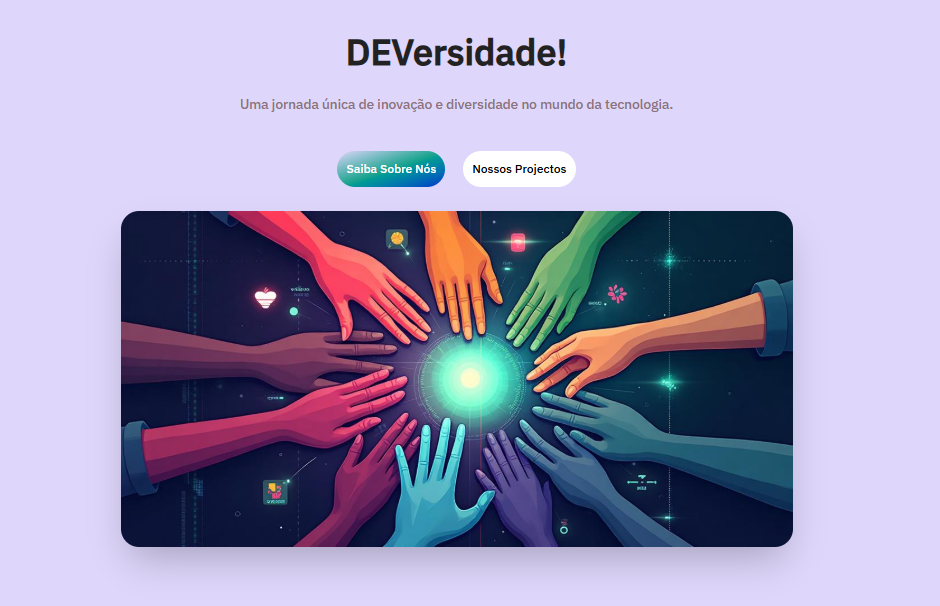 DEVersidade!
Uma jornada única de inovação e diversidade no mundo da tecnologia.
Saiba Sobre Nós
Nossos Projectos